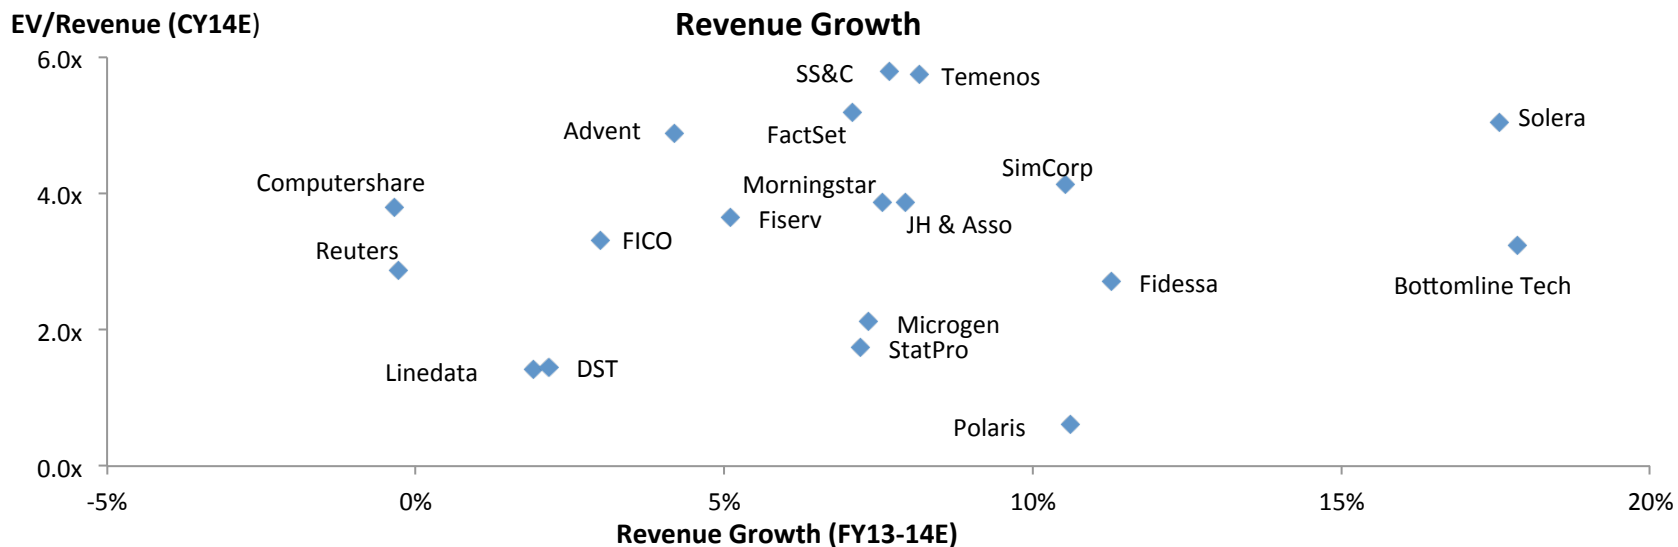 EV/Revenue (CY14E)
Revenue Growth
6.0x
SS&C
Temenos
Solera
Advent
FactSet
SimCorp
4.0x
Computershare
Morningstar
Fiserv
JH & Asso
FICO
Reuters
Fidessa
Bottomline Tech
2.0x
Microgen
StatPro
Linedata
DST
Polaris
0.0x
-5%
0%
5%
10%
15%
20%
Revenue Growth (FY13-14E)